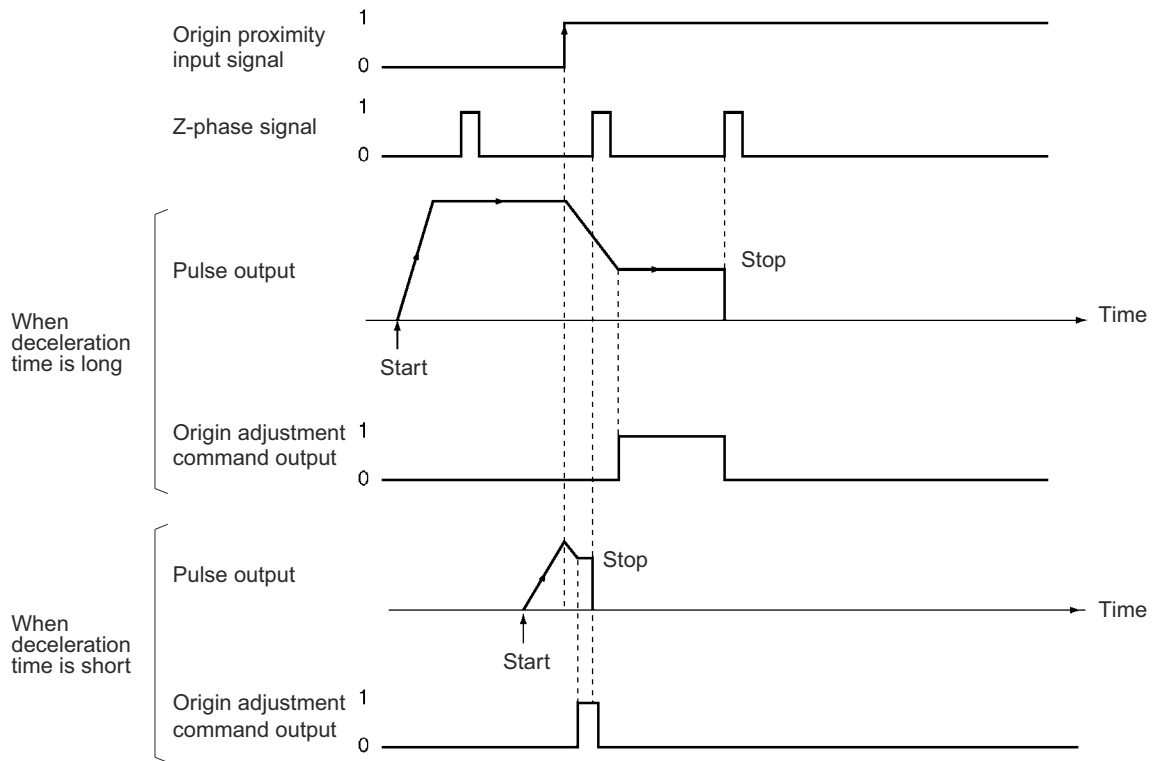 Origin proximity
input signal
1
0
Z-phase signal
1
0
When
deceleration
time is long
Pulse output
Stop
Time
Start
Origin adjustment
command output
1
0
When
deceleration
time is short
Pulse output
Stop
Time
Start
Origin adjustment
command output
1
0